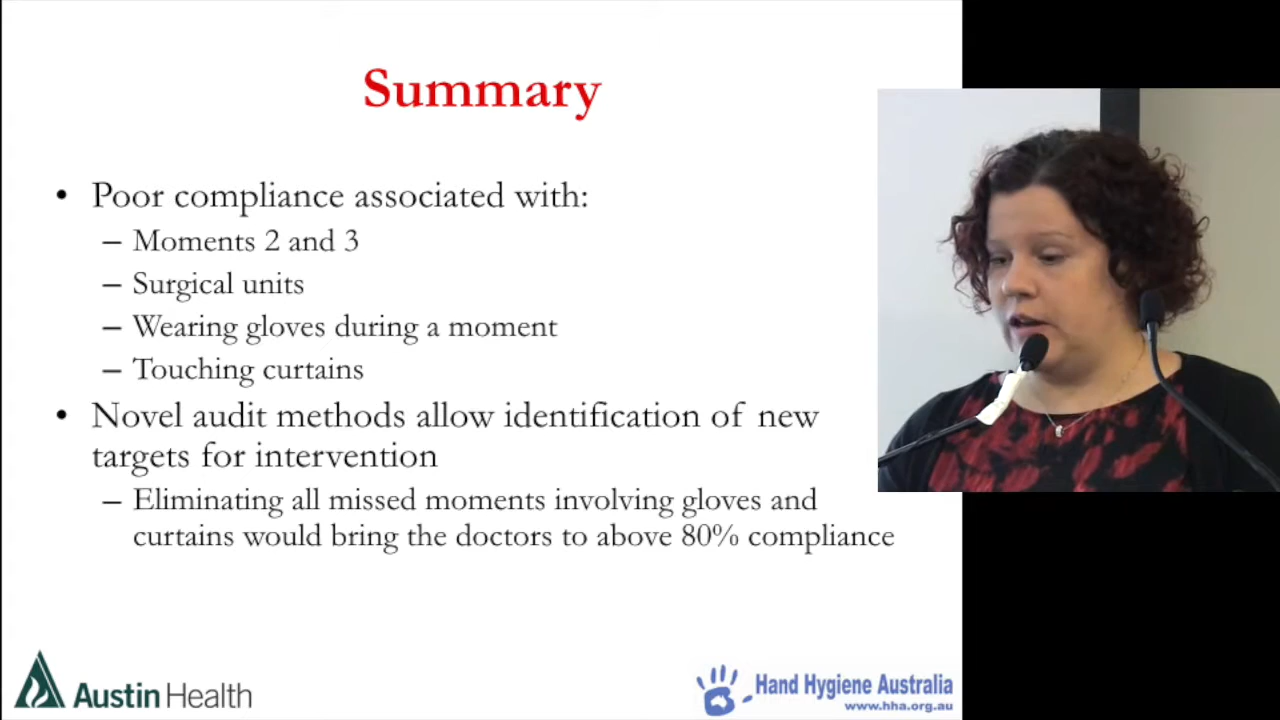 Summary
• Poor compliance associated with:
– Moments 2 and 3
– Surgical units
– Wearing gloves during a moment
– Touching curtains
• Novel audit methods allow identification of new
targets for intervention
– Eliminating all missed moments involving gloves and
curtains would bring the doctors to above 80% compliance
Austin Health
Hand Hygiene Australia
www.hha.org.au